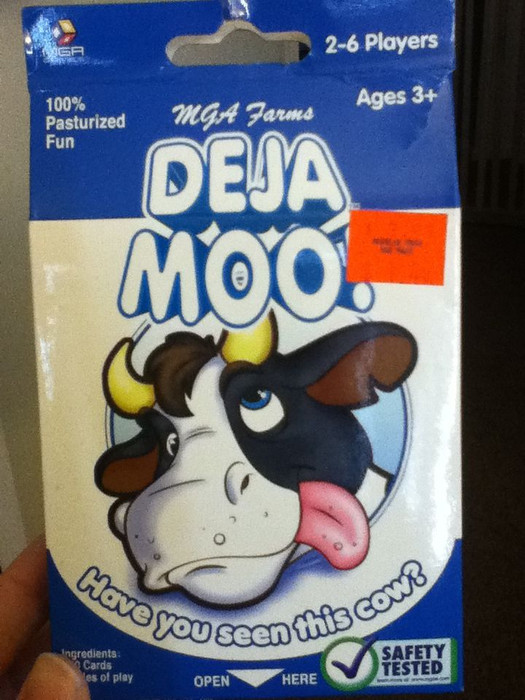 MGA
2-6 Players
100%
Pasturized
Fun
Ages 3+
MGA Farms
DEJA
MOO!
Have you seen this cow?
Ingredients:
Cards
es of play
OPEN HERE
SAFETY
TESTED